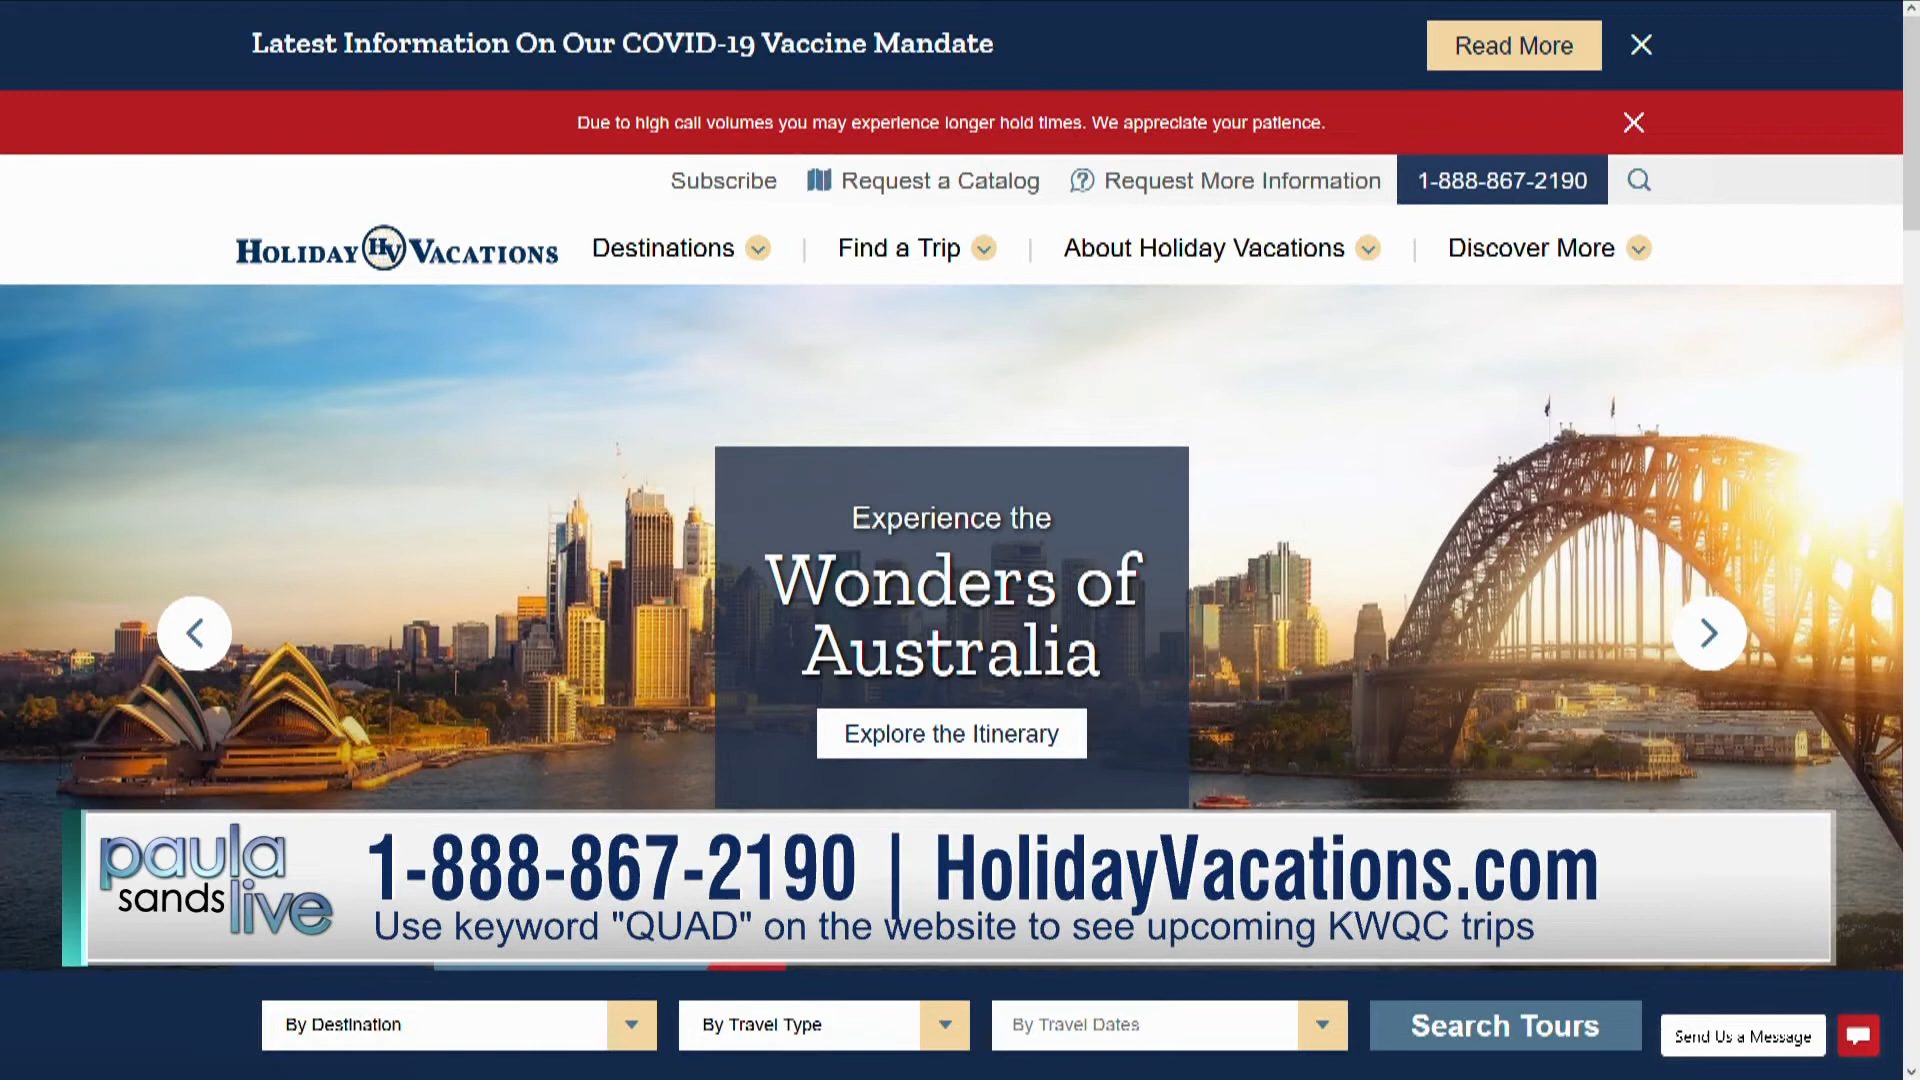 Latest Information On Our COVID-19 Vaccine Mandate
Read More
Due to high call volumes you may experience longer hold times. We appreciate your patience.
Subscribe
Request a Catalog
Request More Information
1-888-867-2190
HOLIDAY HV VACATIONS
Destinations
Find a Trip
About Holiday Vacations
Discover More
Experience the
Wonders of
Australia
Explore the Itinerary
paula
sands live
1-888-867-2190 | HolidayVacations.com
Use keyword "QUAD" on the website to see upcoming KWQC trips
By Destination
By Travel Type
By Travel Dates
Search Tours
Send Us a Message